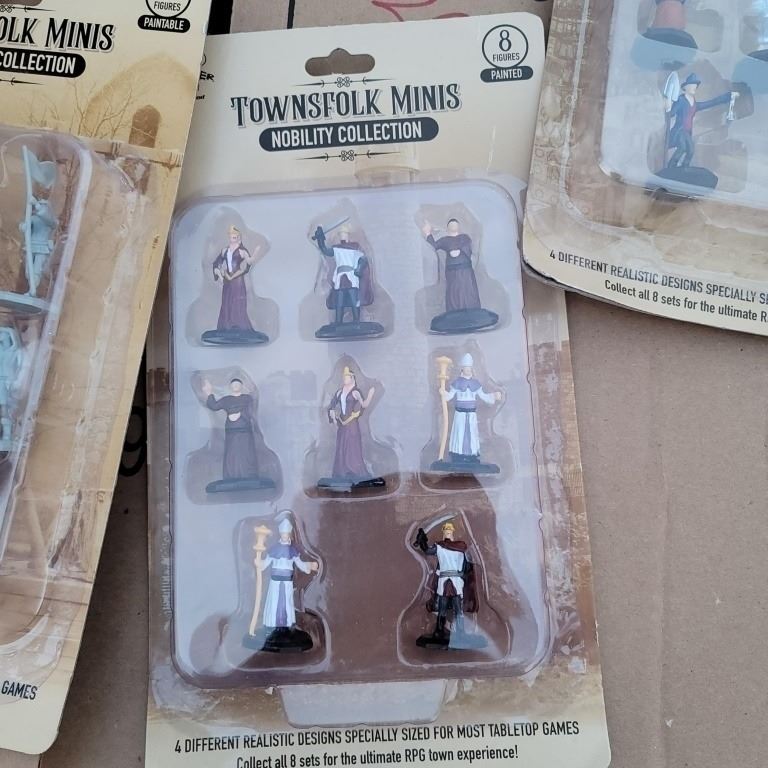 OLK MINIS
COLLECTION
FIGURES
PAINTABLE
GAMES
8
FIGURES
PAINTED
TOWNSFOLK MINIS
NOBILITY COLLECTION
4 DIFFERENT REALISTIC DESIGNS SPECIALLY SIZED FOR MOST TABLETOP GAMES
Collect all 8 sets for the ultimate RPG town experience!
4 DIFFERENT REALISTIC DESIGNS SPECIALLY
Collect all 8 sets for the ultimate